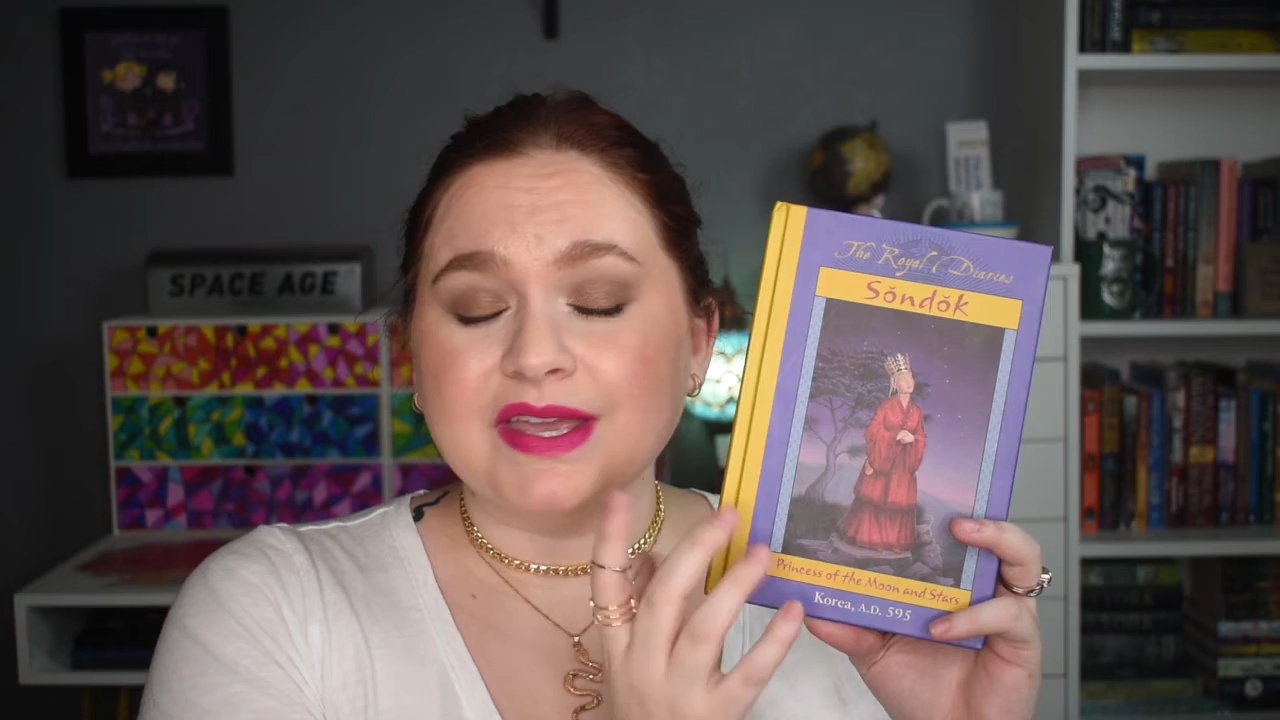 SPACE AGE
The Royal Diaries
Sŏndŏk
Princess of the Moon and Stars
Korea, A.D. 595